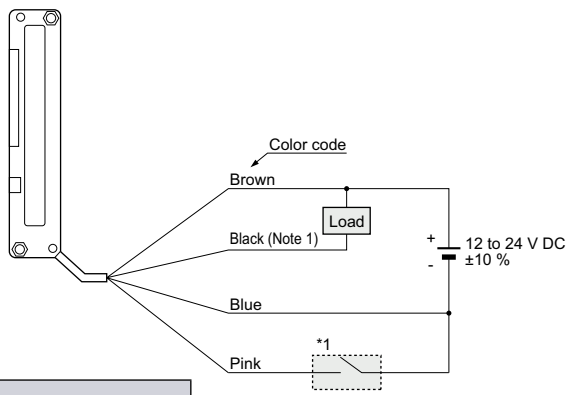 Color code
Brown
Load
Black (Note 1)
+
12 to 24 V DC
-
±10 %
Blue
*1
Pink